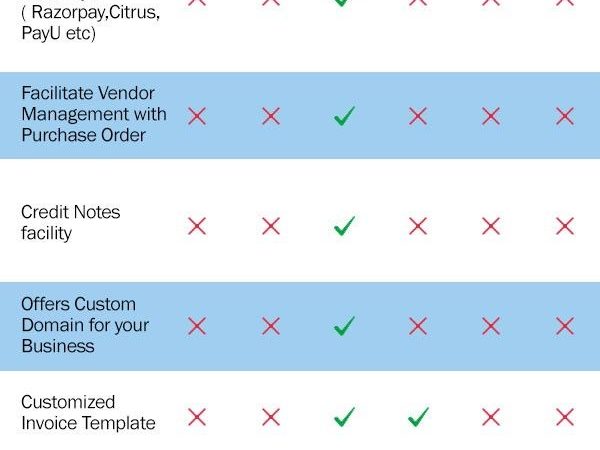 ( Razorpay,Citrus,
PayU etc)
Facilitate Vendor
Management with
Purchase Order
Credit Notes
facility
Offers Custom
Domain for your
Business
Customized
Invoice Template